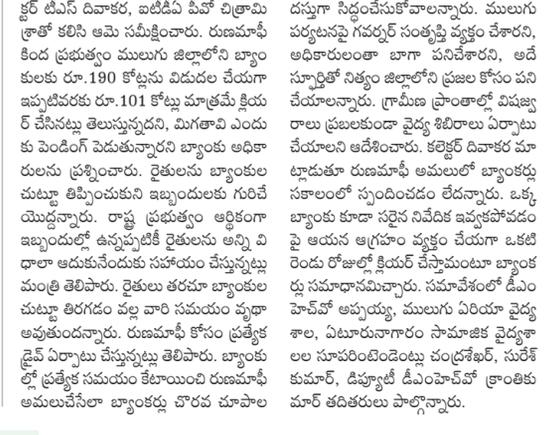 క్టర్ టిఎస్ దివాకర, ఐటిడిఏ పీవో చిత్రామి
శ్రాతో కలిసి ఆమె సమీక్షించారు. రుణమాఫీ
కింద ప్రభుత్వం ములుగు జిల్లాలోని బ్యాం
కులకు రూ.190 కోట్లను విడుదల చేయగా
ఇప్పటివరకు రూ.101 కోట్లు మాత్రమే క్లియ
ర్ చేసినట్లు తెలుస్తున్నదని, మిగతావి ఎందు
కు పెండింగ్ పెడుతున్నారని బ్యాంకు అధికా
రులను ప్రశ్నించారు. రైతులను బ్యాంకుల
చుట్టూ తిప్పించుకుని ఇబ్బందులకు గురిచే
యొద్దన్నారు. రాష్ట్ర ప్రభుత్వం ఆర్థికంగా
ఇబ్బందుల్లో ఉన్నప్పటికీ రైతులను అన్ని వి
ధాలా ఆదుకునేందుకు సహాయం చేస్తున్నట్లు
మంత్రి తెలిపారు. రైతులు తరచూ బ్యాంకుల
చుట్టూ తిరగడం వల్ల వారి సమయం వృథా
అవుతుందన్నారు. రుణమాఫీ కోసం ప్రత్యేక
డ్రైవ్ ఏర్పాటు చేస్తున్నట్లు తెలిపారు. బ్యాంకు
ల్లో ప్రత్యేక సమయం కేటాయించి రుణమాఫీ
అమలుచేసేలా బ్యాంకర్లు చొరవ చూపాల
దస్తుగా సిద్ధంచేసుకోవాలన్నారు. ములుగు
పర్యటనపై గవర్నర్ సంతృప్తి వ్యక్తం చేశారని,
అధికారులంతా బాగా పనిచేశారని, అదే
స్ఫూర్తితో నిత్యం జిల్లాలోని ప్రజల కోసం పని
చేయాలన్నారు. గ్రామీణ ప్రాంతాల్లో విషజ్వ
రాలు ప్రబలకుండా వైద్య శిబిరాలు ఏర్పాటు
చేయాలని ఆదేశించారు. కలెక్టర్ దివాకర మా
ట్లాడుతూ రుణమాఫీ అమలులో బ్యాంకర్లు
సకాలంలో స్పందించడం లేదన్నారు. ఒక్క
బ్యాంకు కూడా సరైన నివేదిక ఇవ్వకపోవడం
పై ఆయన ఆగ్రహం వ్యక్తం చేయగా ఒకటి
రెండు రోజుల్లో క్లియర్ చేస్తామంటూ బ్యాంక
ర్లు సమాధానమిచ్చారు. సమావేశంలో డీఎం
హెచ్‌వో అప్పయ్య, ములుగు ఏరియా వైద్య
శాల, ఏటూరునాగారం సామాజిక వైద్యశా
లల సూపరింటెండెంట్లు చంద్రశేఖర్, సురేశ్
కుమార్, డిప్యూటీ డీఎంహెచ్‌వో క్రాంతికు
మార్ తదితరులు పాల్గొన్నారు.